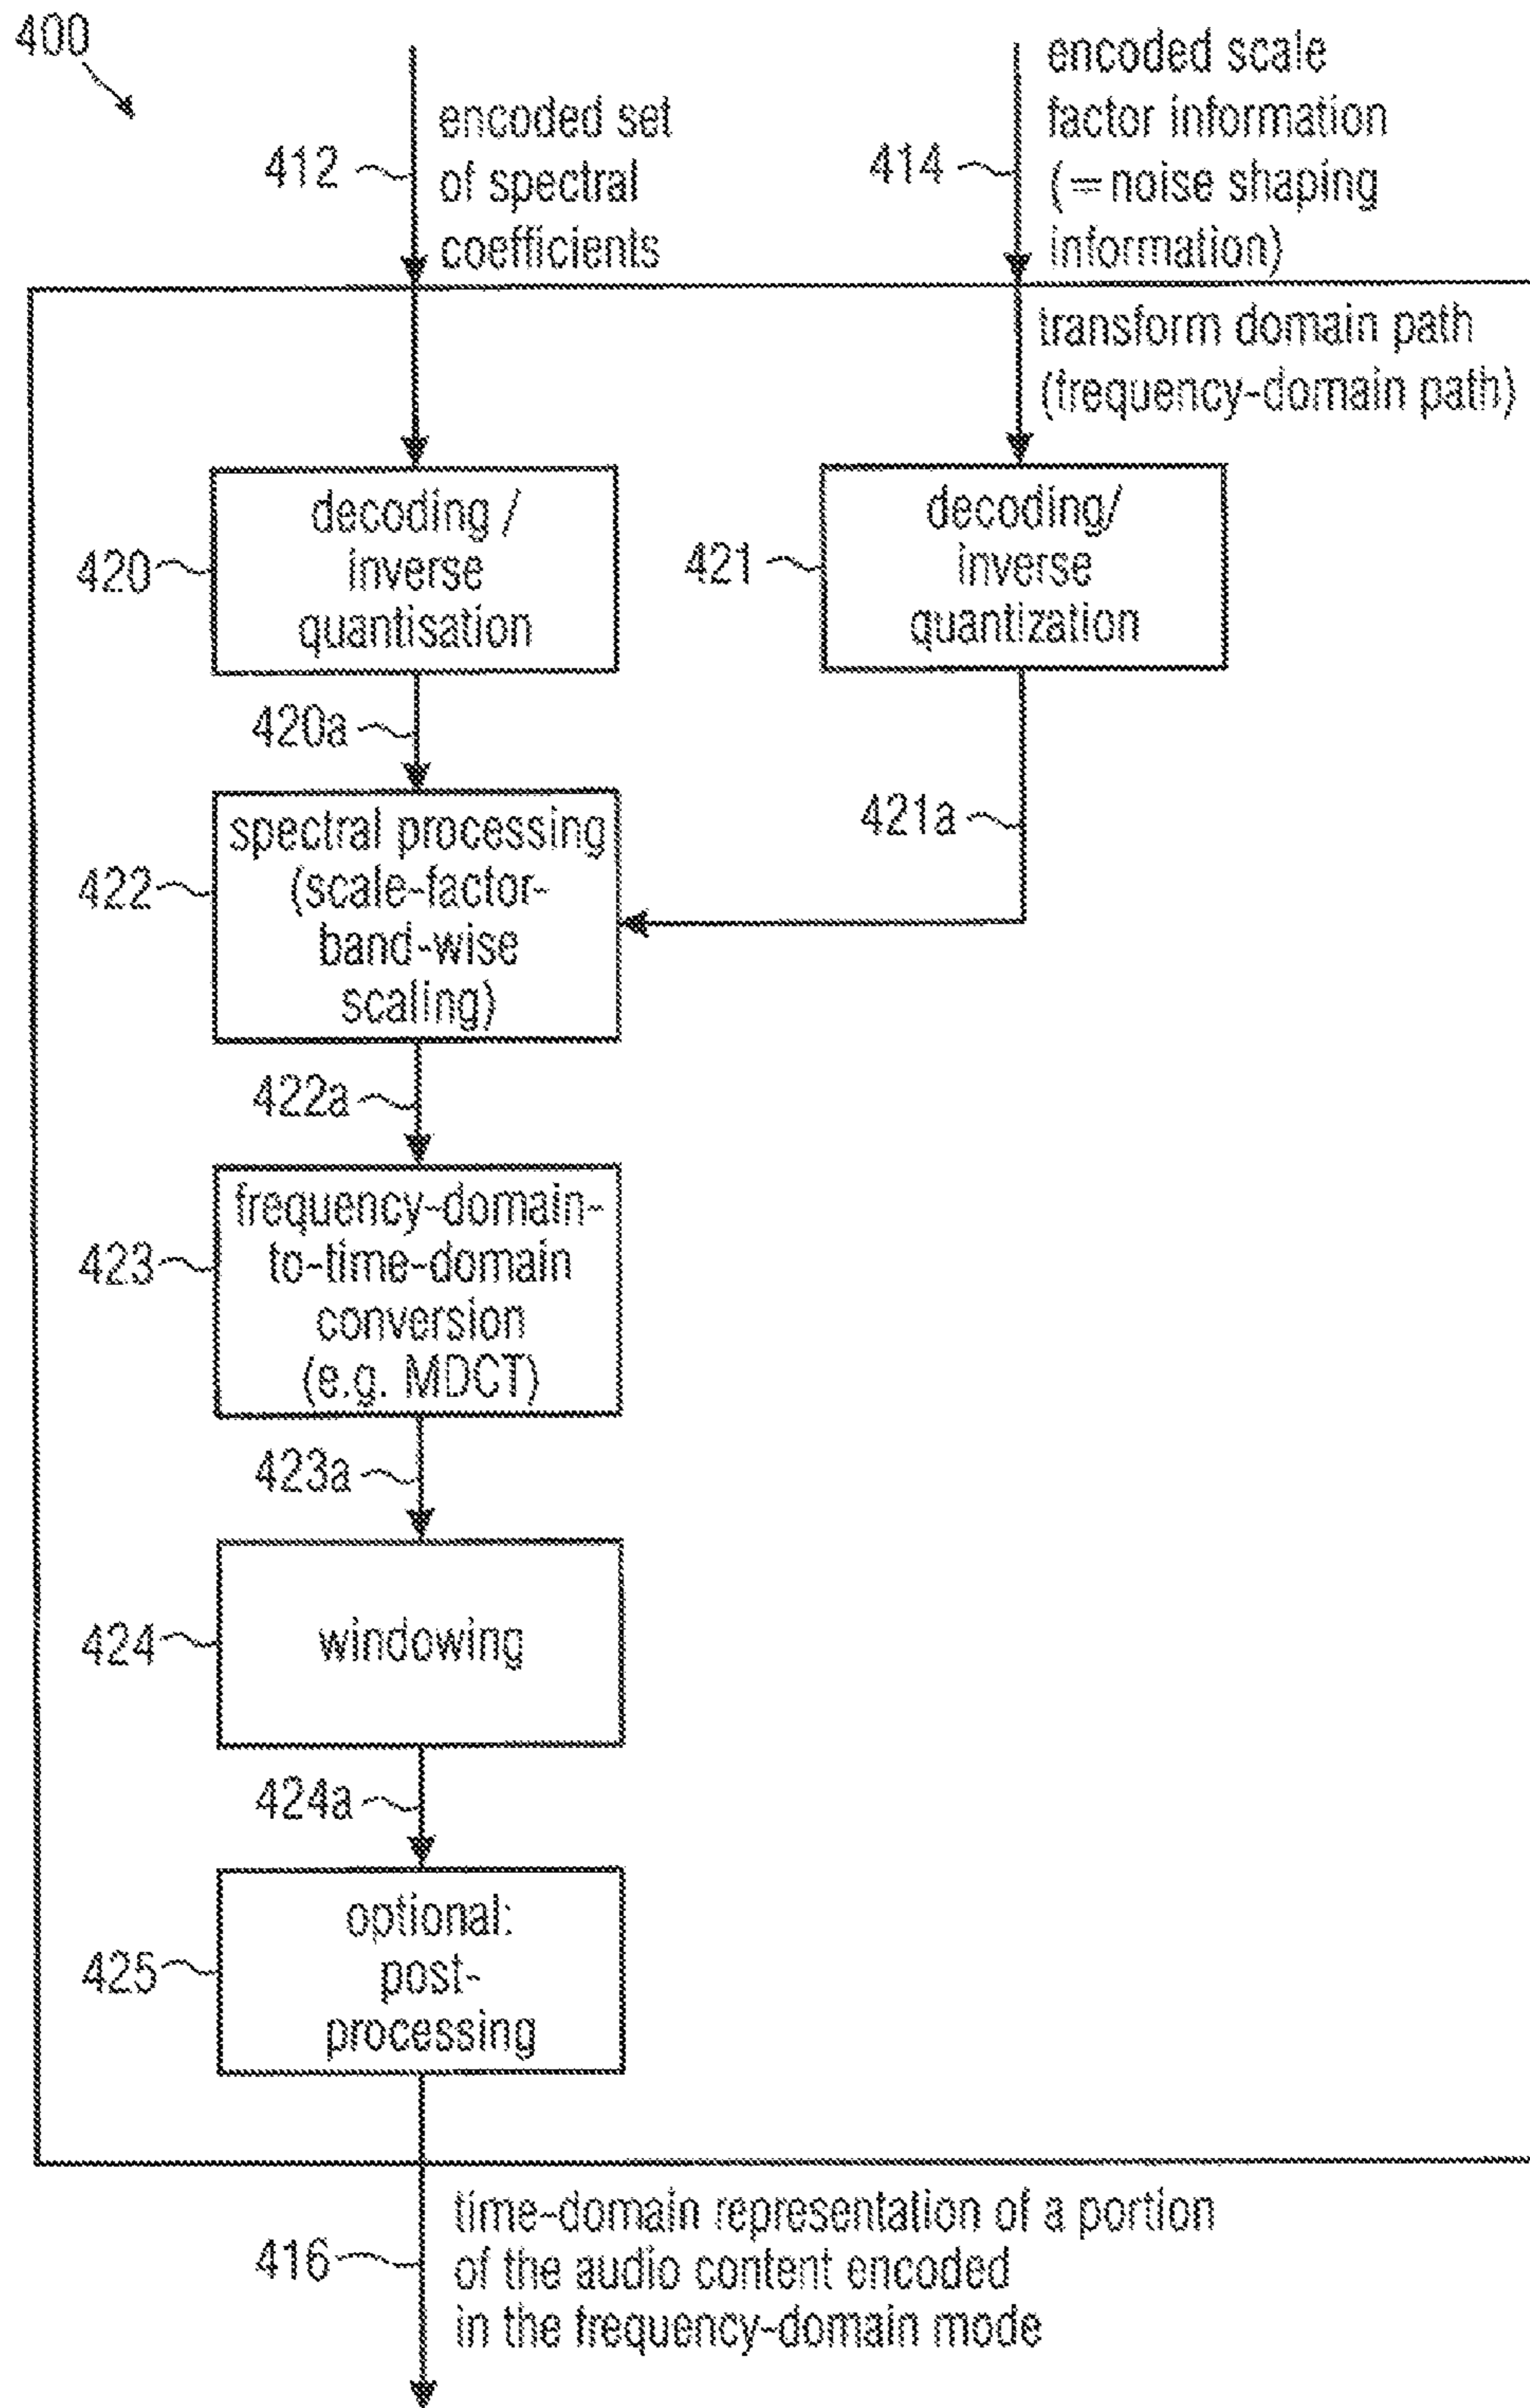 400
encoded set
of spectral
coefficients
412
encoded scale
factor information
(=noise shaping
information)
414
transform domain path
(frequency-domain path)
decoding /
inverse
quantisation
420
decoding/
inverse
quantization
421
420a
421a
spectral processing
(scale-factor-
band-wise
scaling)
422
422a
frequency-domain-
to-time-domain
conversion
(e.g. MDCT)
423
423a
windowing
424
424a
optional:
post-
processing
425
time-domain representation of a portion
of the audio content encoded
in the frequency-domain mode
416